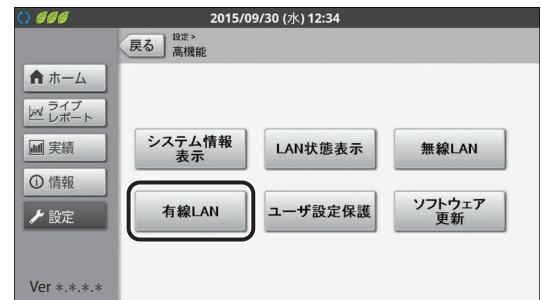 2015/09/30 (水) 12:34
戻る
設定 >
高機能
ホーム
ライブ
レポート
実績
情報
設定
Ver *.*.*.*
システム情報
表示
LAN状態表示
無線LAN
有線LAN
ユーザ設定保護
ソフトウェア
更新